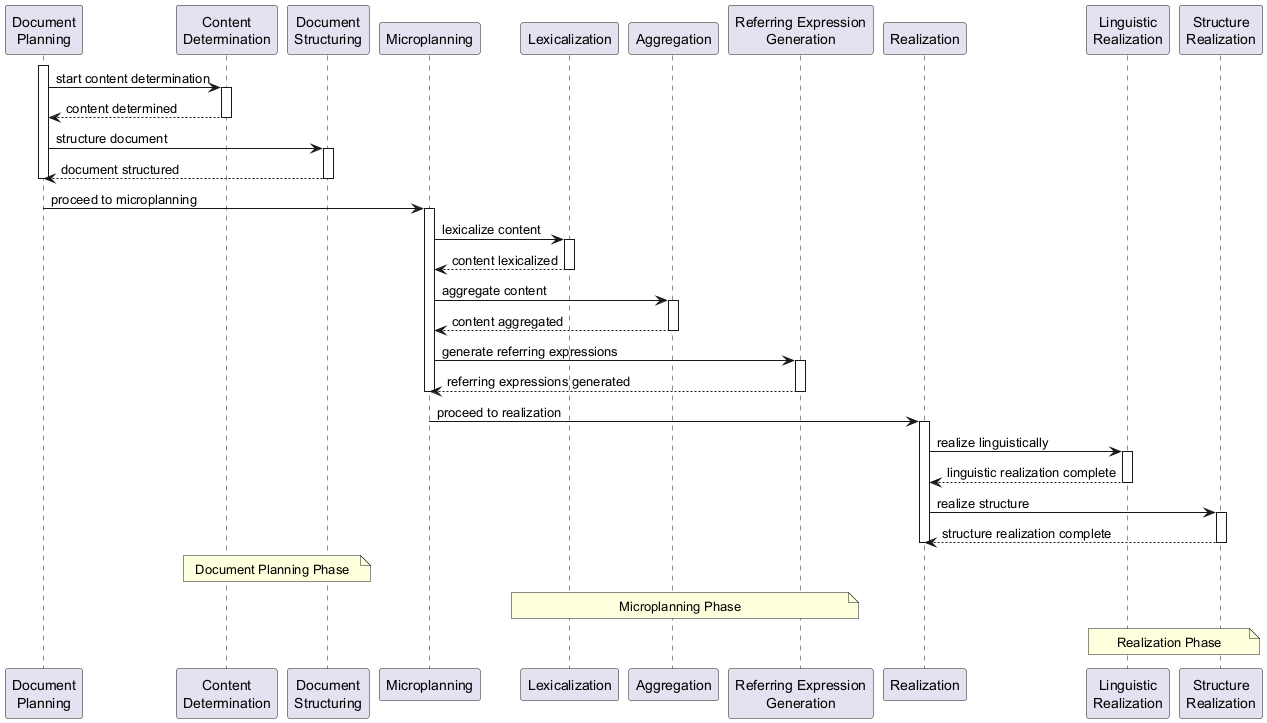 Document
Planning
Content
Determination
Document
Structuring
Microplanning
Lexicalization
Aggregation
Referring Expression
Generation
Realization
Linguistic
Realization
Structure
Realization
start content determination
content determined
structure document
document structured
proceed to microplanning
lexicalize content
content lexicalized
aggregate content
content aggregated
generate referring expressions
referring expressions generated
proceed to realization
realize linguistically
linguistic realization complete
realize structure
structure realization complete
Document Planning Phase
Microplanning Phase
Realization Phase
Document
Planning
Content
Determination
Document
Structuring
Microplanning
Lexicalization
Aggregation
Referring Expression
Generation
Realization
Linguistic
Realization
Structure
Realization